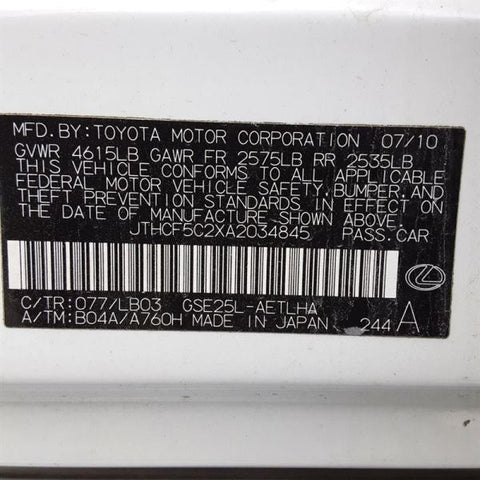 MFD.BY:TOYOTA MOTOR CORPORATION 07/10
GVWR 4615LB GAWR FR 2575LB RR 2535LB
THIS VEHICLE CONFORMS TO ALL APPLICABLE
FEDERAL MOTOR VEHICLE SAFETY,BUMPER,AND
THEFT PREVENTION STANDARDS IN EFFECT ON
THE DATE OF MANUFACTURE SHOWN ABOVE.
JTHCF5C2XA2034845 PASS.CAR
C/TR:077/LB03 GSE25L-AETLHA
A/TM:B04A/A760H MADE IN JAPAN 244 A